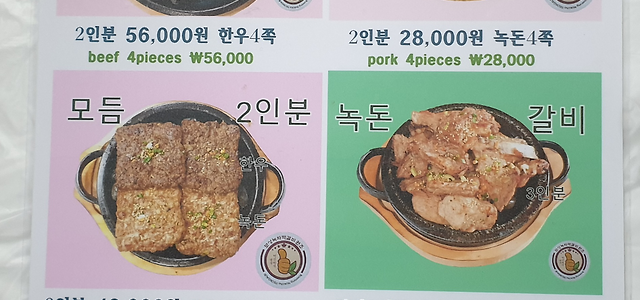 2인분 56,000원 한우4쪽
beef 4pieces ₩56,000
2인분 28,000원 녹돈4쪽
pork 4pieces ₩28,000
모듬 2인분
한우
녹돈
녹돈 갈비
3인분